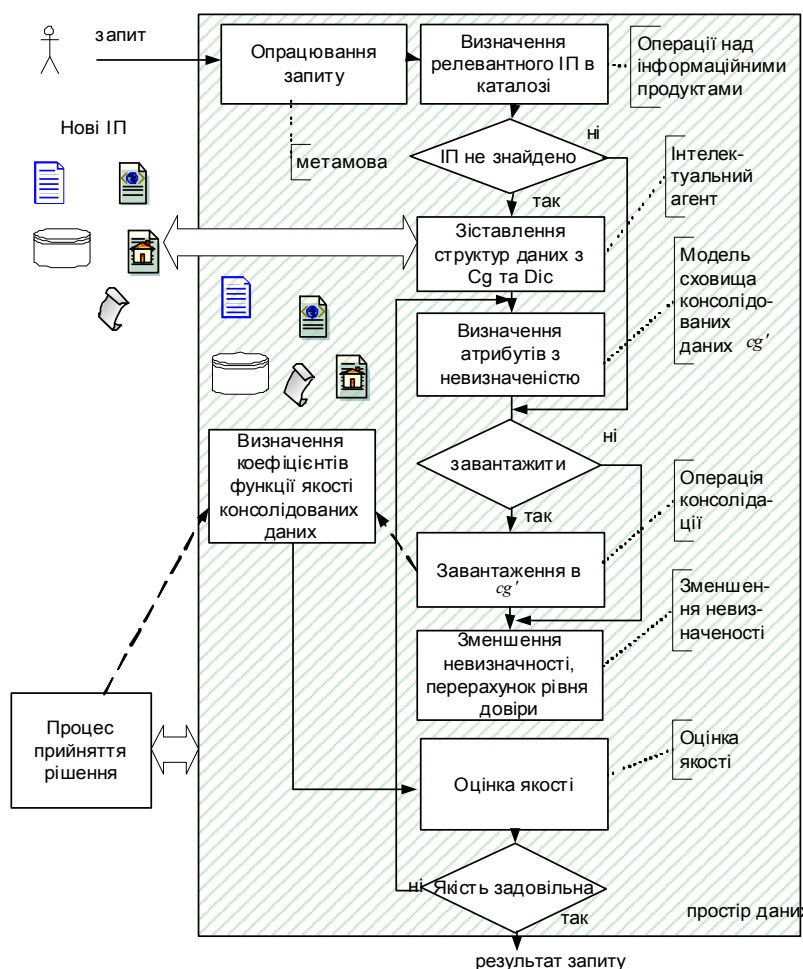 запит
Опрацювання
запиту
Визначення
релевантного ІП в
каталозі
Операції над
інформаційними
продуктами
Нові ІП
метамова
ІП не знайдено
ні
так
Інтелек-
туальний
агент
Зіставлення
структур даних з
Cg та Dic
Модель
сховища
консолідо-
ваних
даних cg'
Визначення
атрибутів з
невизначеністю
Визначення
коефіцієнтів
функції якості
консолідованих
даних
завантажити
ні
так
Операція
консоліда-
ції
Завантаження в
cg'
Зменшен-
ня невиз-
наченості
Зменшення
невизначності,
перерахунок рівня
довіри
Процес
прийняття
рішення
Оцінка якості
Оцінка
якості
ні
Якість задовільна
так
простір даних
результат запиту